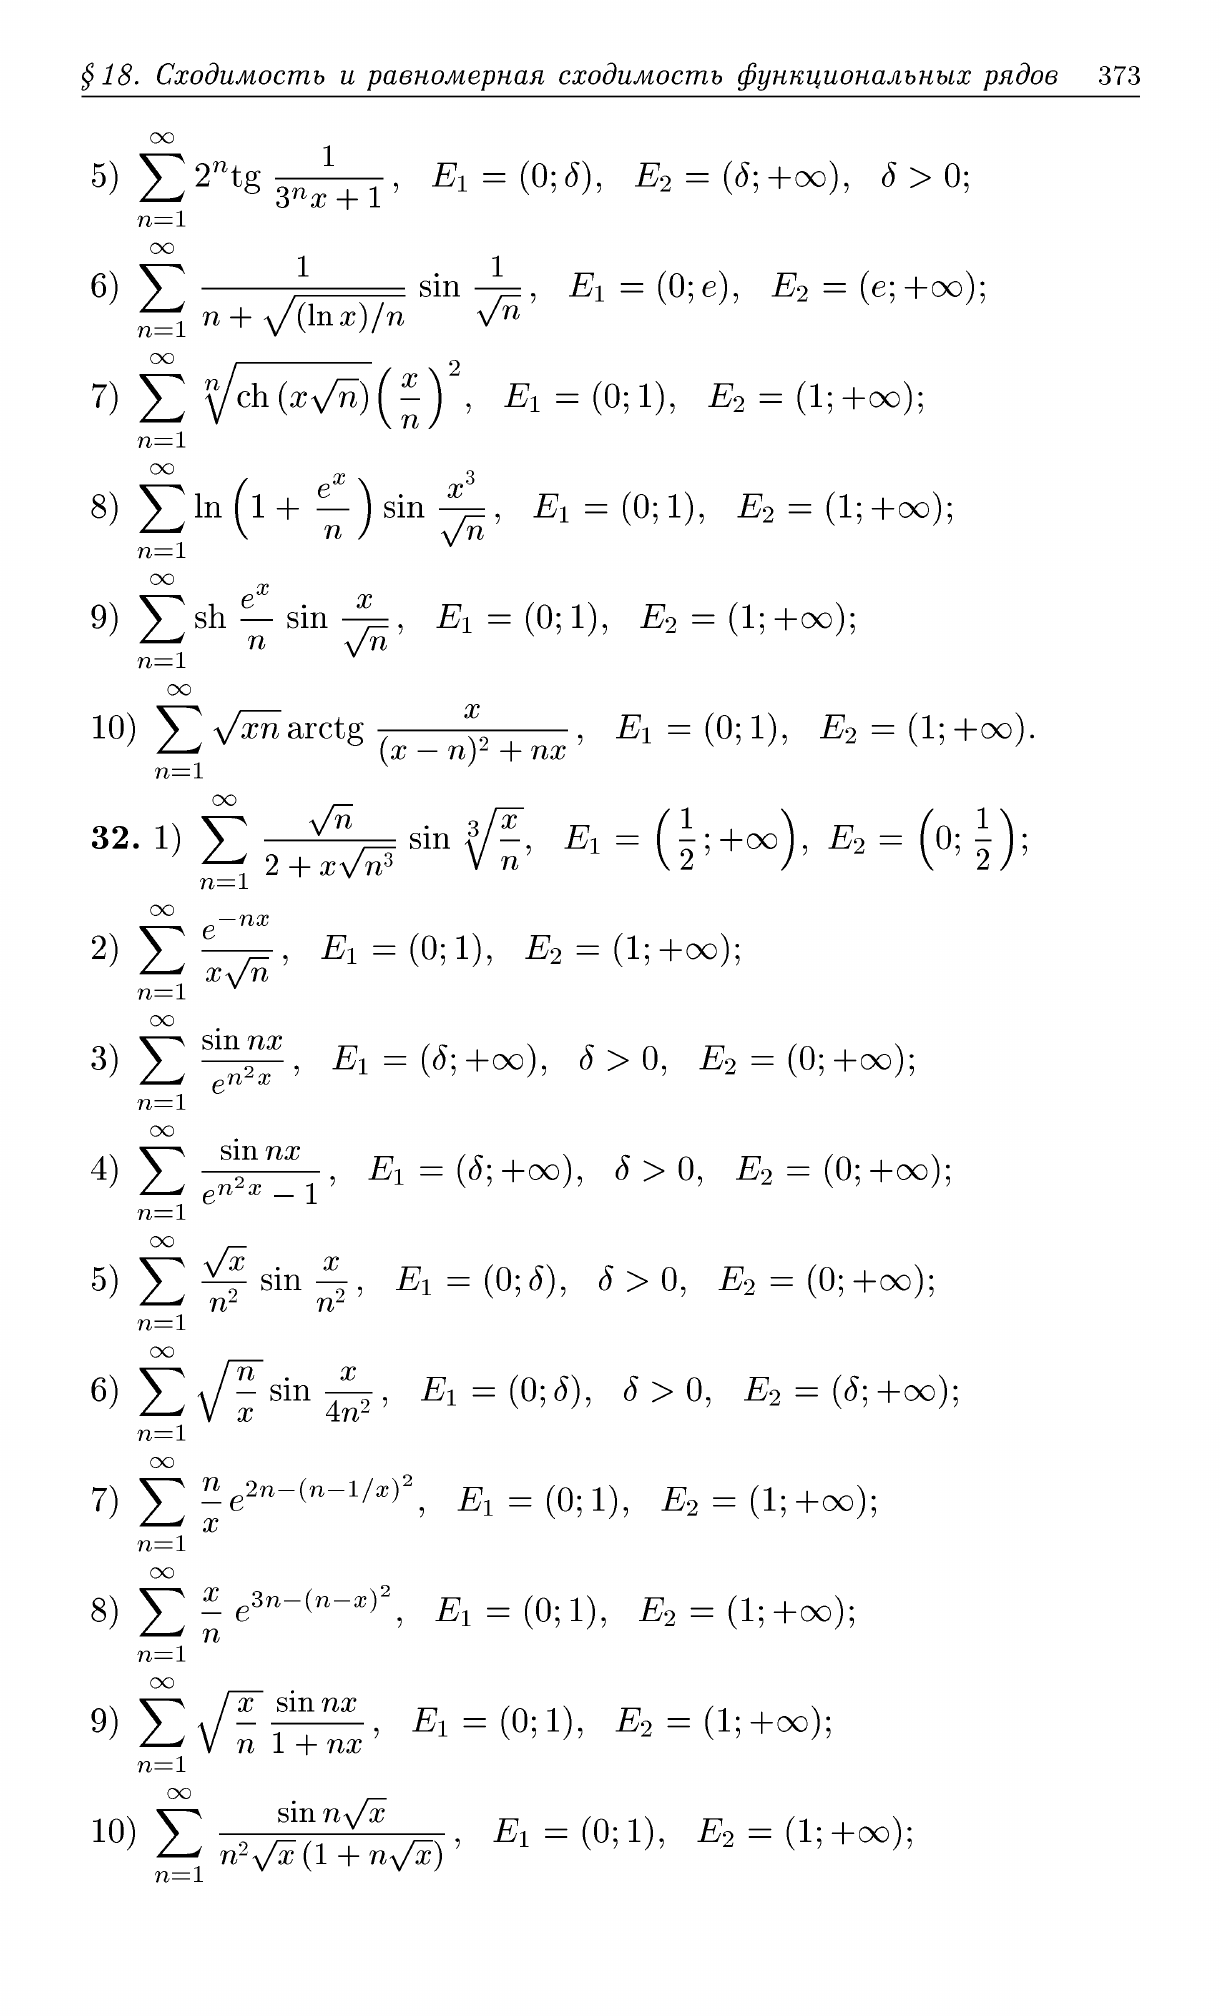 § 18. Сходимость и равномерная сходимость функциональных рядов 373
5) $\sum_{n=1}^{\infty} 2^n \operatorname{tg} \frac{1}{3^n x + 1}$, $E_1 = (0; \delta)$, $E_2 = (\delta; +\infty)$, $\delta > 0$;
6) $\sum_{n=1}^{\infty} \frac{1}{n + \sqrt{(\ln x)/n}} \sin \frac{1}{\sqrt{n}}$, $E_1 = (0; e)$, $E_2 = (e; +\infty)$;
7) $\sum_{n=1}^{\infty} \sqrt[n]{\operatorname{ch}(x\sqrt{n})} \left(\frac{x}{n}\right)^2$, $E_1 = (0; 1)$, $E_2 = (1; +\infty)$;
8) $\sum_{n=1}^{\infty} \ln \left(1 + \frac{e^x}{n}\right) \sin \frac{x^3}{\sqrt{n}}$, $E_1 = (0; 1)$, $E_2 = (1; +\infty)$;
9) $\sum_{n=1}^{\infty} \operatorname{sh} \frac{e^x}{n} \sin \frac{x}{\sqrt{n}}$, $E_1 = (0; 1)$, $E_2 = (1; +\infty)$;
10) $\sum_{n=1}^{\infty} \sqrt{xn} \operatorname{arctg} \frac{x}{(x - n)^2 + nx}$, $E_1 = (0; 1)$, $E_2 = (1; +\infty)$.
32. 1) $\sum_{n=1}^{\infty} \frac{\sqrt{n}}{2 + x\sqrt{n^3}} \sin \sqrt[3]{\frac{x}{n}}$, $E_1 = \left(\frac{1}{2}; +\infty\right)$, $E_2 = \left(0; \frac{1}{2}\right)$;
2) $\sum_{n=1}^{\infty} \frac{e^{-nx}}{x\sqrt{n}}$, $E_1 = (0; 1)$, $E_2 = (1; +\infty)$;
3) $\sum_{n=1}^{\infty} \frac{\sin nx}{e^{n^2 x}}$, $E_1 = (\delta; +\infty)$, $\delta > 0$, $E_2 = (0; +\infty)$;
4) $\sum_{n=1}^{\infty} \frac{\sin nx}{e^{n^2 x} - 1}$, $E_1 = (\delta; +\infty)$, $\delta > 0$, $E_2 = (0; +\infty)$;
5) $\sum_{n=1}^{\infty} \frac{\sqrt{x}}{n^2} \sin \frac{x}{n^2}$, $E_1 = (0; \delta)$, $\delta > 0$, $E_2 = (0; +\infty)$;
6) $\sum_{n=1}^{\infty} \sqrt{\frac{n}{x}} \sin \frac{x}{4n^2}$, $E_1 = (0; \delta)$, $\delta > 0$, $E_2 = (\delta; +\infty)$;
7) $\sum_{n=1}^{\infty} \frac{n}{x} e^{2n-(n-1/x)^2}$, $E_1 = (0; 1)$, $E_2 = (1; +\infty)$;
8) $\sum_{n=1}^{\infty} \frac{x}{n} e^{3n-(n-x)^2}$, $E_1 = (0; 1)$, $E_2 = (1; +\infty)$;
9) $\sum_{n=1}^{\infty} \sqrt{\frac{x}{n}} \frac{\sin nx}{1 + nx}$, $E_1 = (0; 1)$, $E_2 = (1; +\infty)$;
10) $\sum_{n=1}^{\infty} \frac{\sin n\sqrt{x}}{n^2\sqrt{x}(1 + n\sqrt{x})}$, $E_1 = (0; 1)$, $E_2 = (1; +\infty)$;